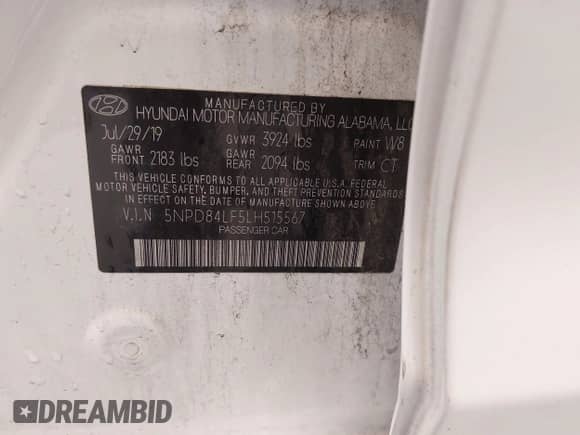 MANUFACTURED BY
HYUNDAI MOTOR MANUFACTURING ALABAMA, LLC
Jul/29/19 GVWR 3924 lbs PAINT W8
GAWR FRONT 2183 lbs GAWR REAR 2094 lbs TRIM CT
THIS VEHICLE CONFORMS TO ALL APPLICABLE U.S.A. FEDERAL
MOTOR VEHICLE SAFETY, BUMPER, AND THEFT PREVENTION STANDARDS
IN EFFECT ON THE DATE OF MANUFACTURE SHOWN ABOVE.
V.I.N 5NPD84LF5LH515567
PASSENGER CAR
DREAMBID